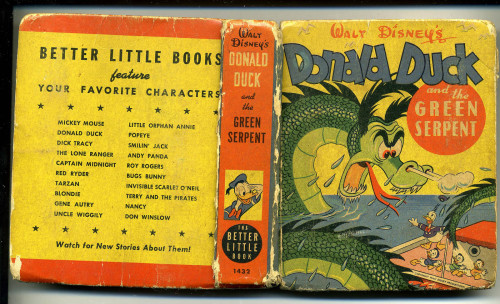 BETTER LITTLE BOOKS
feature
YOUR FAVORITE CHARACTERS
MICKEY MOUSE
DONALD DUCK
DICK TRACY
THE LONE RANGER
CAPTAIN MIDNIGHT
RED RYDER
TARZAN
BLONDIE
GENE AUTRY
UNCLE WIGGILY
LITTLE ORPHAN ANNIE
POPEYE
SMILIN' JACK
ANDY PANDA
ROY ROGERS
BUGS BUNNY
INVISIBLE SCARLET O'NEIL
TERRY AND THE PIRATES
NANCY
DON WINSLOW
Watch for New Stories About Them!
WALT
DISNEY'S
DONALD
DUCK
and
the
GREEN
SERPENT
THE
BETTER
LITTLE
BOOK
1432
WALT DISNEY'S
Donald Duck
and the
GREEN
SERPENT